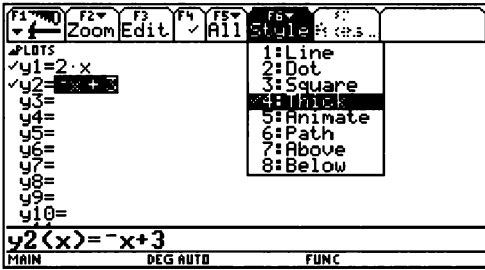 F1 F2 F3 F4 F5 F6
Zoom Edit ✓ All Style
PLOTS
✓y1=2·x
✓y2=-x + 3
y3=
y4=
y5=
y6=
y7=
y8=
y9=
y10=
1:Line
2:Dot
3:Square
4:Thick
5:Animate
6:Path
7:Above
8:Below
y2(x)=-x+3
MAIN DEG AUTO FUNC